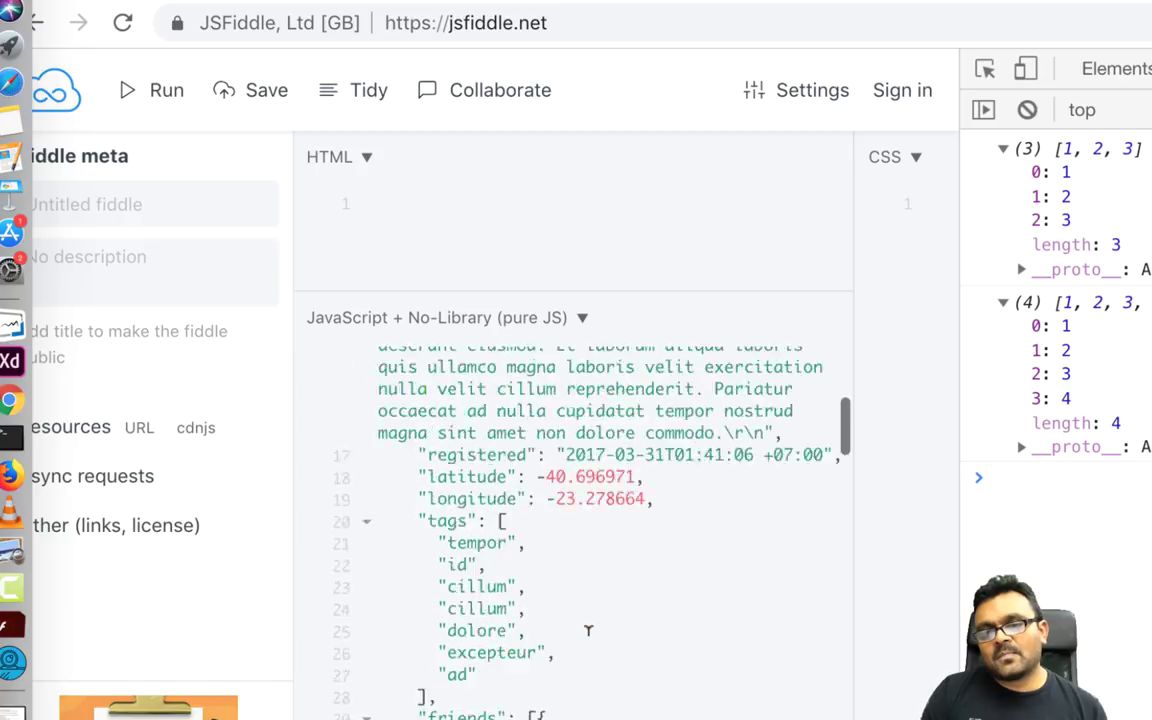 JSFiddle, Ltd [GB] | https://jsfiddle.net
Run
Save
Tidy
Collaborate
Settings
Sign in
Elements
top
iddle meta
Untitled fiddle
No description
dd title to make the fiddle
ublic
esources URL cdnjs
sync requests
ther (links, license)
HTML ▼
1
CSS ▼
1
JavaScript + No-Library (pure JS) ▼
quis ullamco magna laboris velit exercitation
nulla velit cillum reprehenderit. Pariatur
occaecat ad nulla cupidatat tempor nostrud
magna sint amet non dolore commodo.\r\n",
17 "registered": "2017-03-31T01:41:06 +07:00",
18 "latitude": -40.696971,
19 "longitude": -23.278664,
20 "tags": [
21 "tempor",
22 "id",
23 "cillum",
24 "cillum",
25 "dolore",
26 "excepteur",
27 "ad"
28 ],
"friends": [{
▼ (3) [1, 2, 3]
0: 1
1: 2
2: 3
length: 3
▶ __proto__: A
▼ (4) [1, 2, 3,
0: 1
1: 2
2: 3
3: 4
length: 4
▶ __proto__: A
Xd
1
2